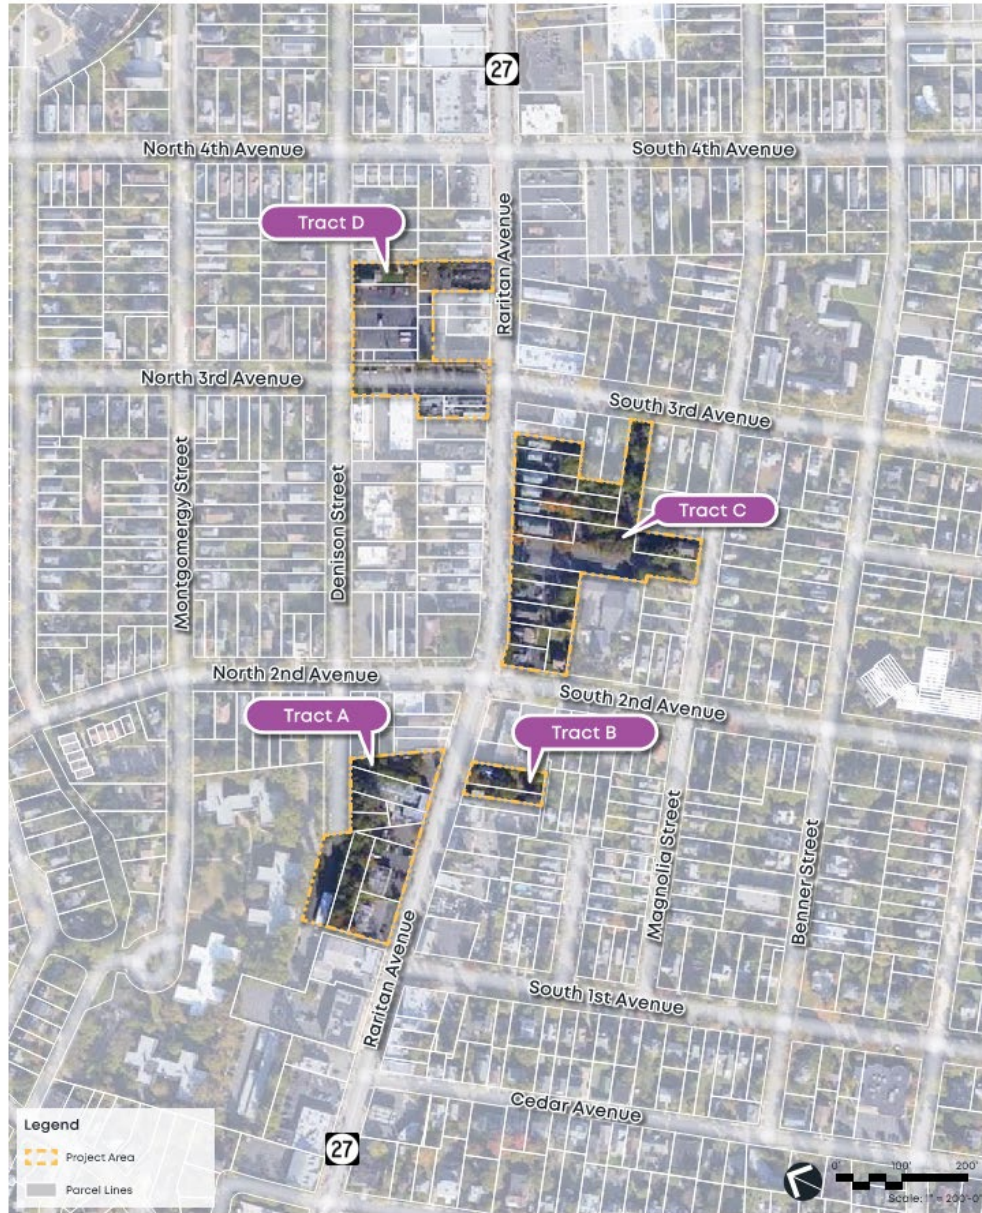 27
North 4th Avenue
South 4th Avenue
Tract D
Raritan Avenue
North 3rd Avenue
South 3rd Avenue
Montgomergy Street
Denison Street
Tract C
North 2nd Avenue
South 2nd Avenue
Tract A
Tract B
Magnolia Street
Benner Street
Raritan Avenue
South 1st Avenue
Cedar Avenue
Legend
Project Area
Parcel Lines
27
0' 100' 200'
Scale: 1" = 200'-0"